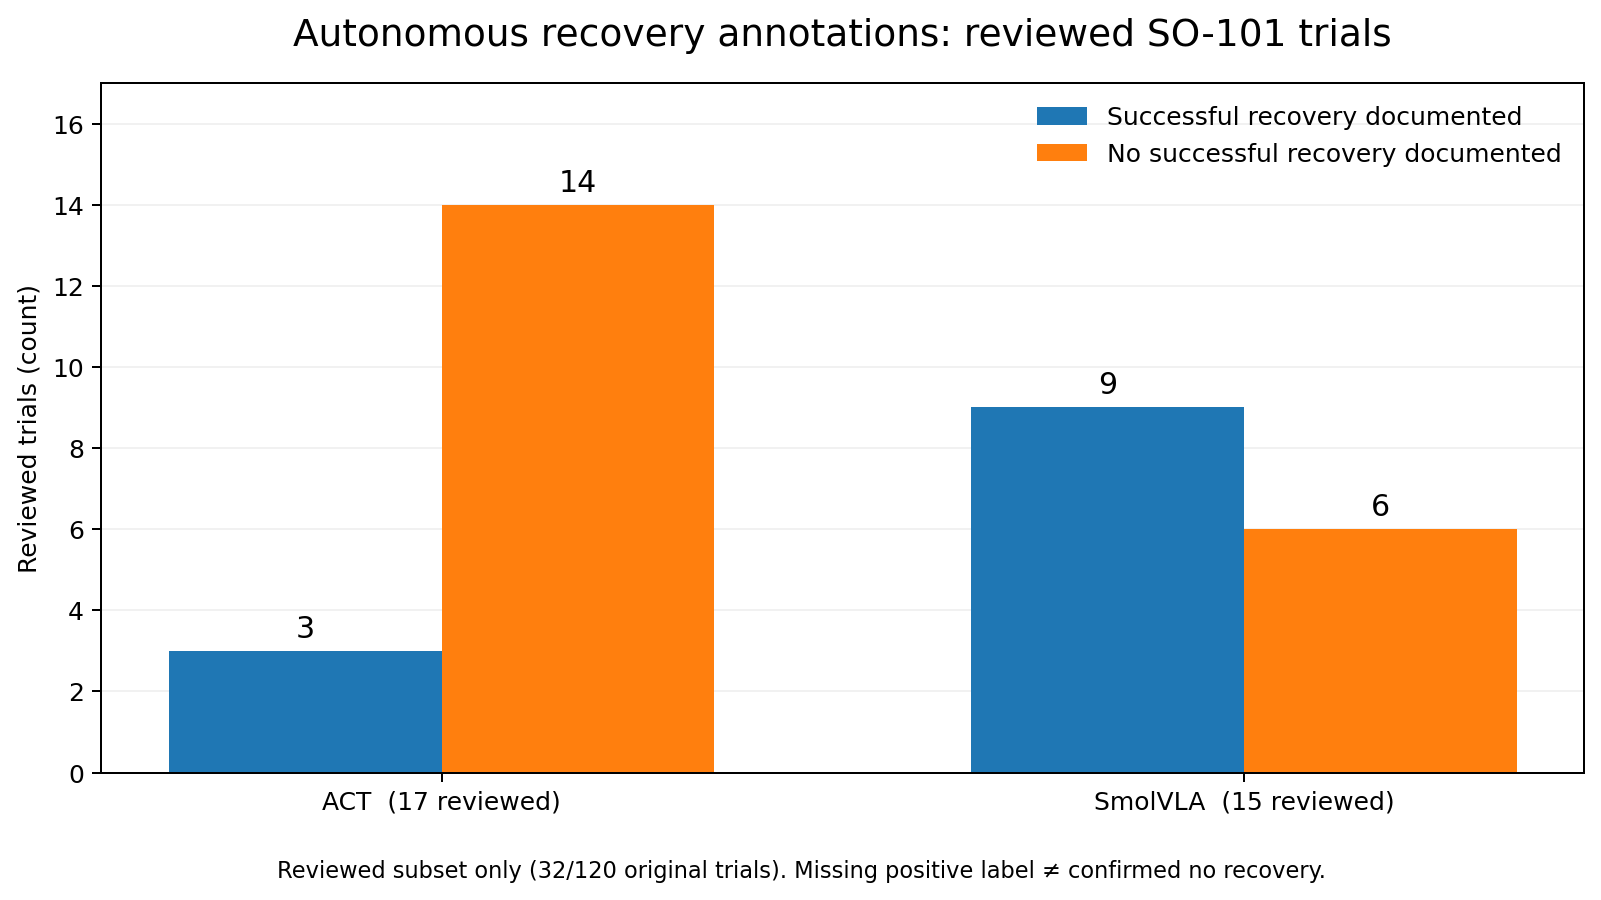 Autonomous recovery annotations: reviewed SO-101 trials
Successful recovery documented
No successful recovery documented
Reviewed trials (count)
16
14
12
10
8
6
4
2
0
3
14
9
6
ACT (17 reviewed)
SmolVLA (15 reviewed)
Reviewed subset only (32/120 original trials). Missing positive label ≠ confirmed no recovery.